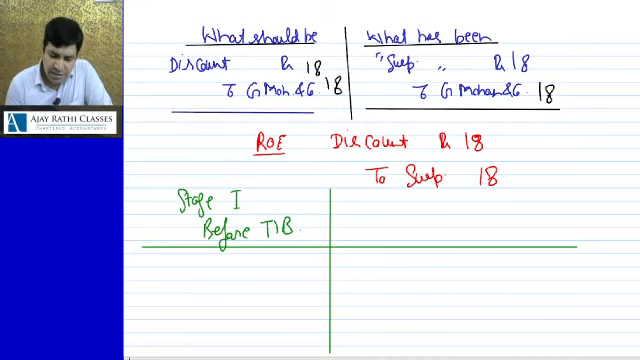 What should be
Discount Dr 18
To G Moh. & G. 18
What has been
"Susp. " Dr 18
To G Mohan & G. 18
ROE Discount Dr 18
To Susp. 18
Stage I
Before T/B
AJAY RATHI CLASSES
CHARTERED ACCOUNTANTS